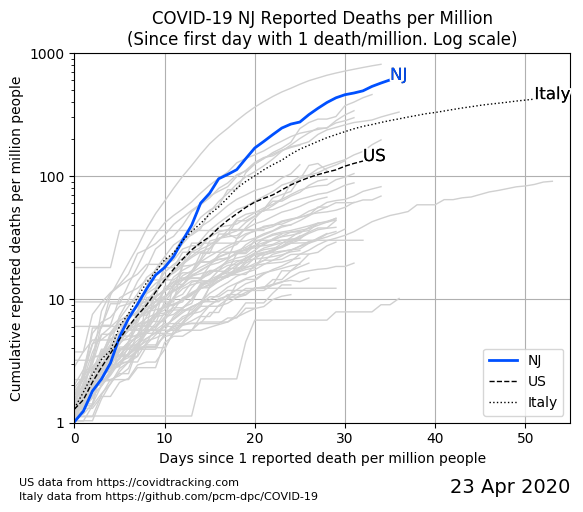 COVID-19 NJ Reported Deaths per Million
(Since first day with 1 death/million. Log scale)
Cumulative reported deaths per million people
1000
100
10
1
NJ
Italy
US
NJ
US
Italy
0 10 20 30 40 50
Days since 1 reported death per million people
US data from https://covidtracking.com
Italy data from https://github.com/pcm-dpc/COVID-19
23 Apr 2020